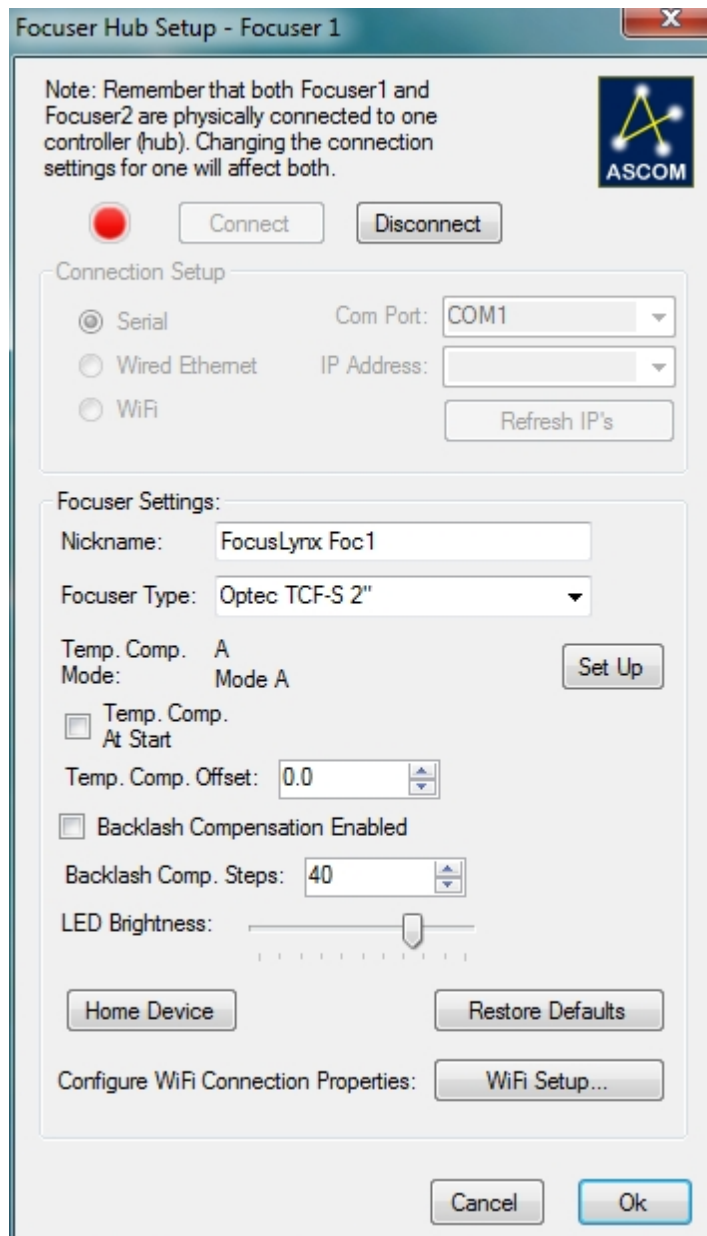 Focuser Hub Setup - Focuser 1
Note: Remember that both Focuser1 and
Focuser2 are physically connected to one
controller (hub). Changing the connection
settings for one will affect both.
ASCOM
Connect
Disconnect
Connection Setup
Serial
Com Port:
COM1
Wired Ethernet
IP Address:
WiFi
Refresh IP's
Focuser Settings:
Nickname:
FocusLynx Foc1
Focuser Type:
Optec TCF-S 2"
Temp. Comp.
Mode:
A
Mode A
Set Up
Temp. Comp.
At Start
Temp. Comp. Offset:
0.0
Backlash Compensation Enabled
Backlash Comp. Steps:
40
LED Brightness:
Home Device
Restore Defaults
Configure WiFi Connection Properties:
WiFi Setup...
Cancel
Ok